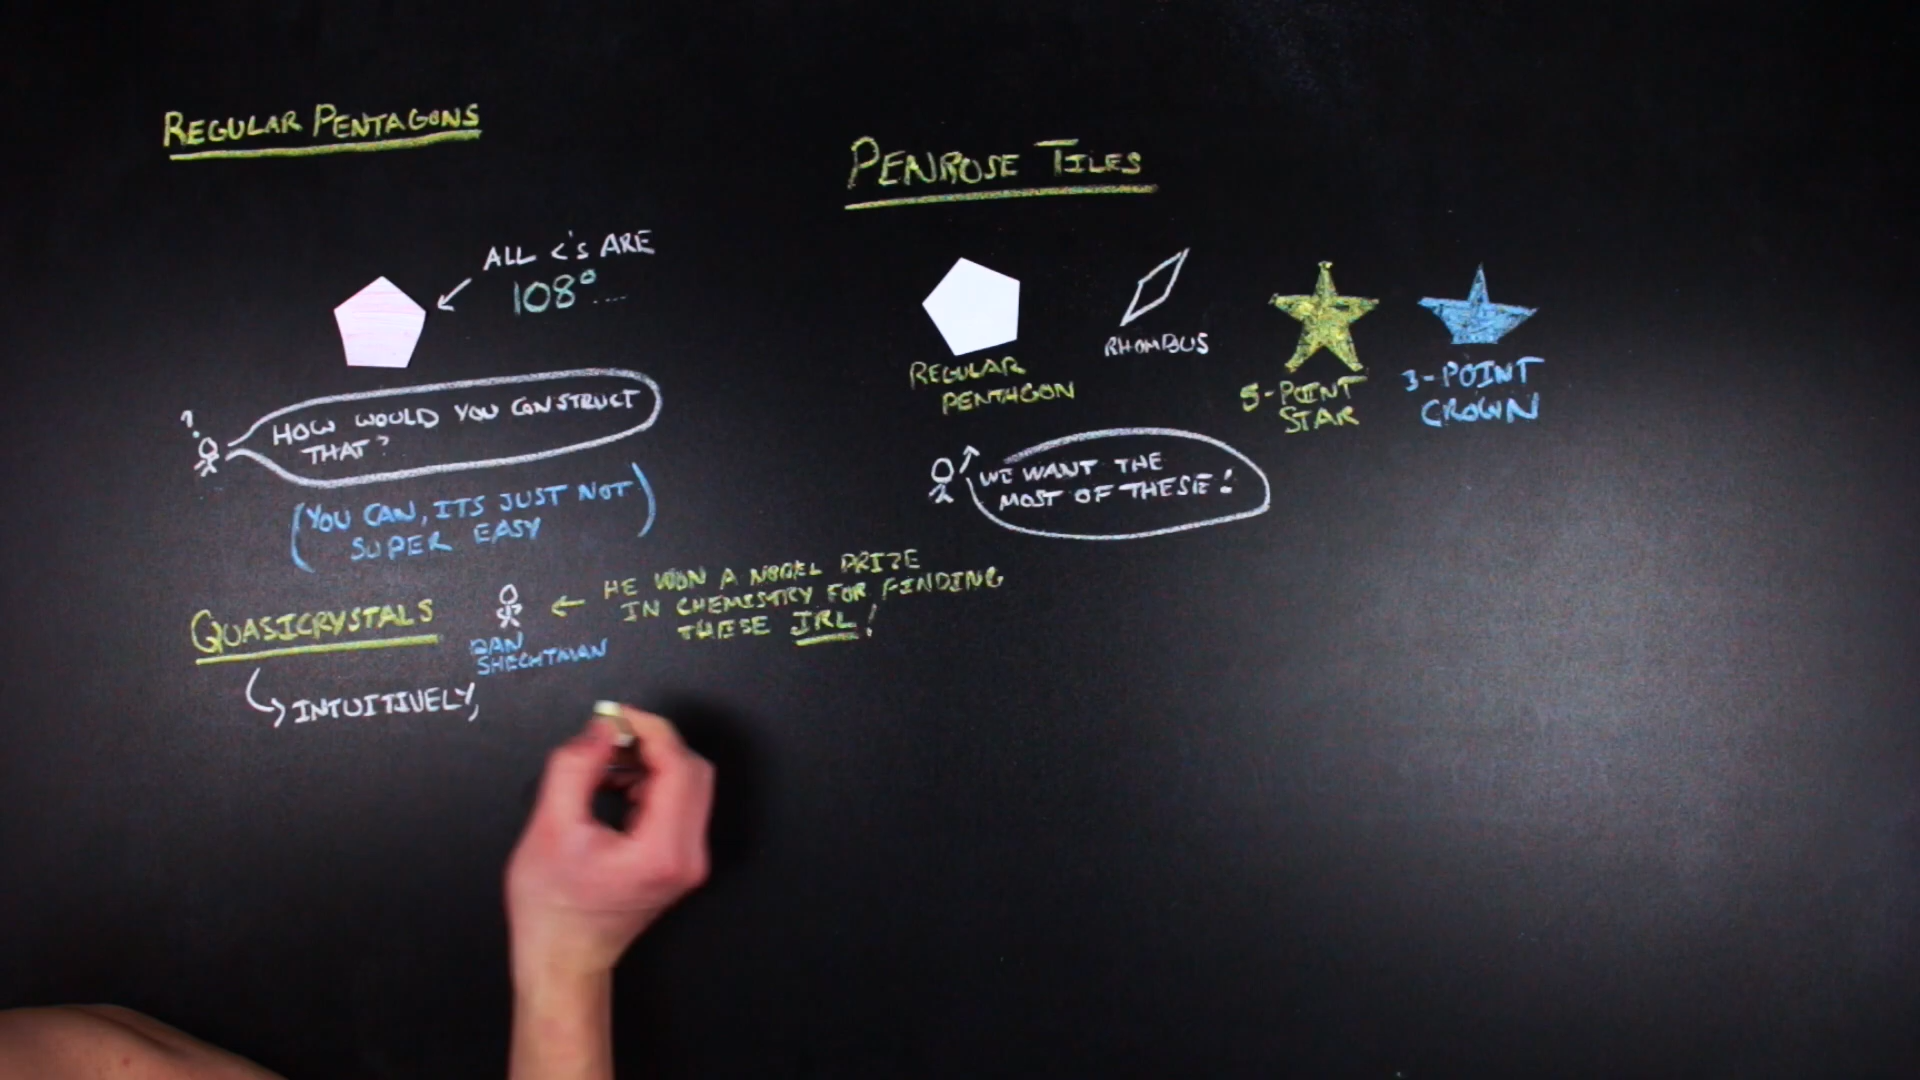 REGULAR PENTAGONS
ALL <'s ARE
108°....
HOW WOULD YOU CONSTRUCT
THAT?
(YOU CAN, ITS JUST NOT
SUPER EASY)
PENROSE TILES
REGULAR
PENTAGON
RHOMBUS
5-POINT
STAR
3-POINT
CROWN
WE WANT THE
MOST OF THESE!
QUASICRYSTALS
DAN
SHECHTMAN
← HE WON A NOBEL PRIZE
IN CHEMISTRY FOR FINDING
THESE IRL!
INTUITIVELY,